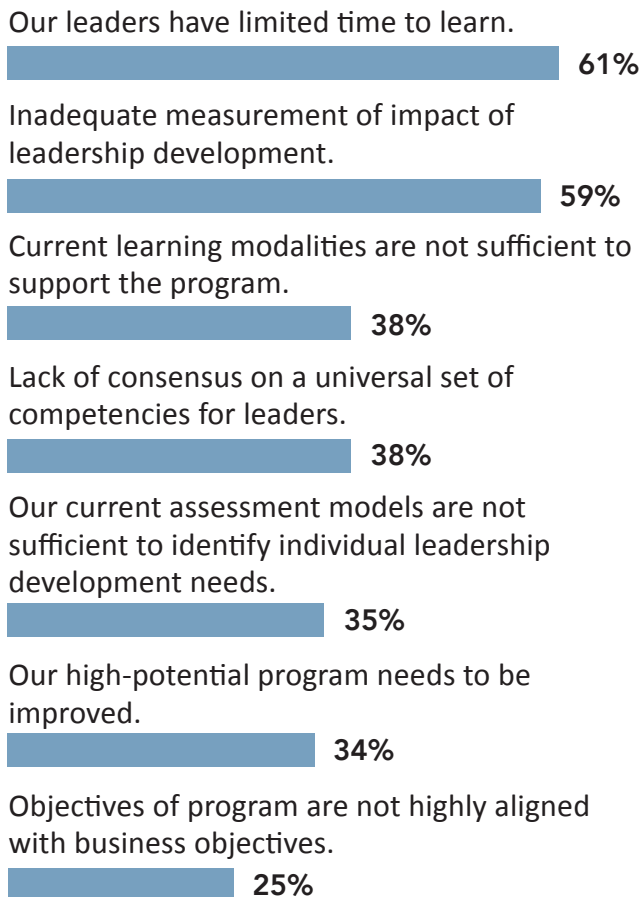 Our leaders have limited time to learn.
61%
Inadequate measurement of impact of
leadership development.
59%
Current learning modalities are not sufficient to
support the program.
38%
Lack of consensus on a universal set of
competencies for leaders.
38%
Our current assessment models are not
sufficient to identify individual leadership
development needs.
35%
Our high-potential program needs to be
improved.
34%
Objectives of program are not highly aligned
with business objectives.
25%